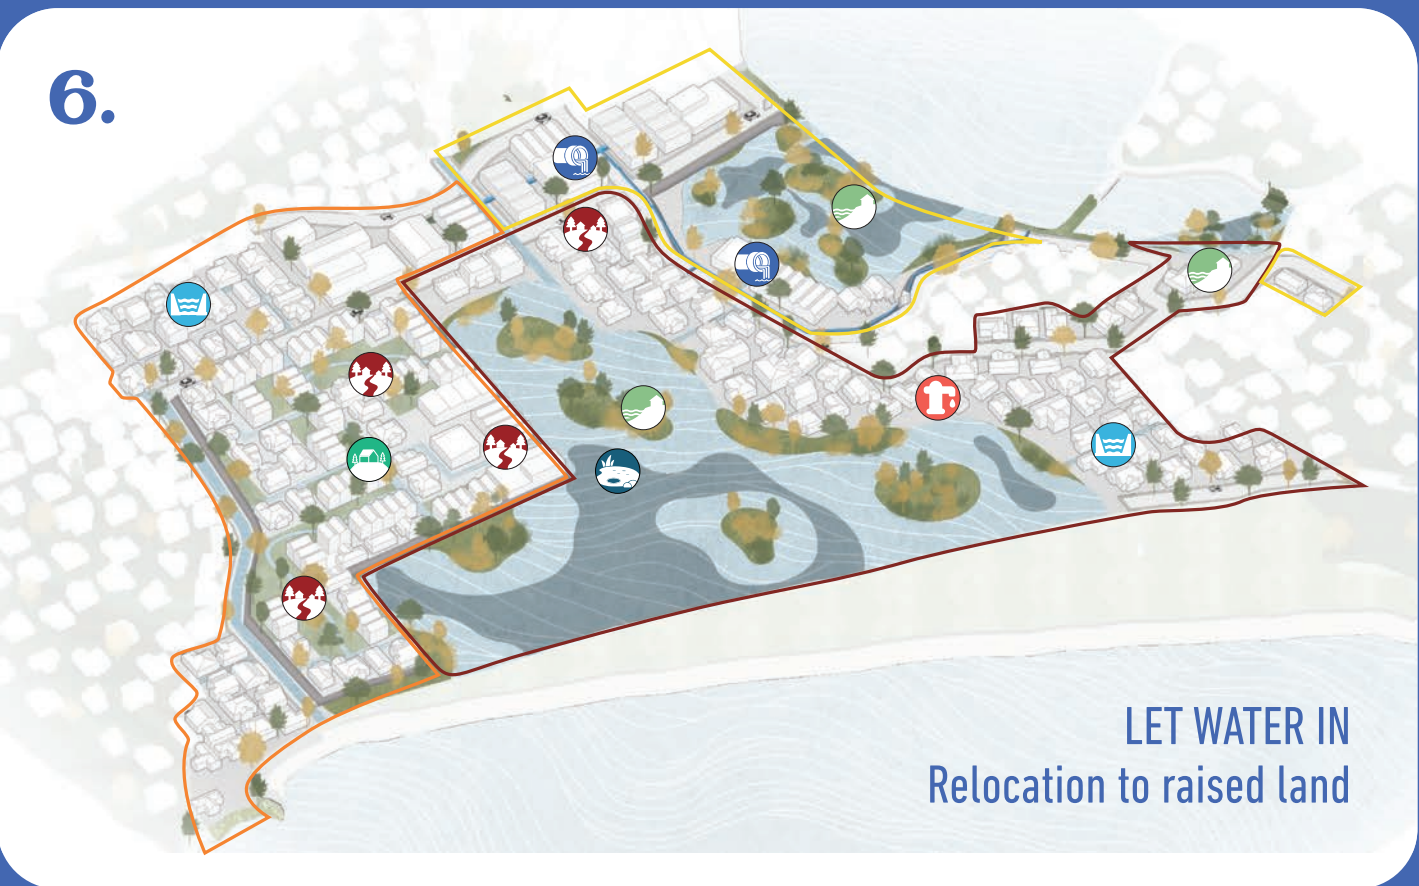 6.
LET WATER IN
Relocation to raised land